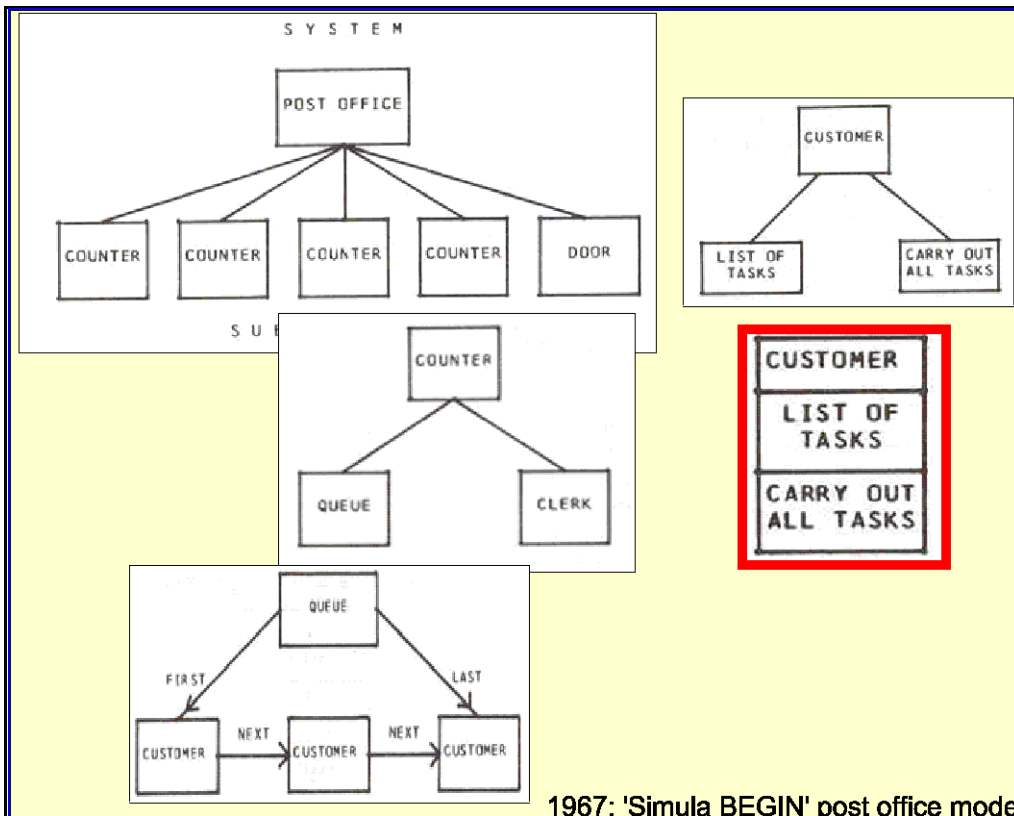 S Y S T E M
POST OFFICE
COUNTER
COUNTER
COUNTER
COUNTER
DOOR
S U
CUSTOMER
LIST OF
TASKS
CARRY OUT
ALL TASKS
COUNTER
QUEUE
CLERK
CUSTOMER
LIST OF
TASKS
CARRY OUT
ALL TASKS
QUEUE
FIRST
LAST
CUSTOMER
NEXT
CUSTOMER
NEXT
CUSTOMER
1967: 'Simula BEGIN' post office mode